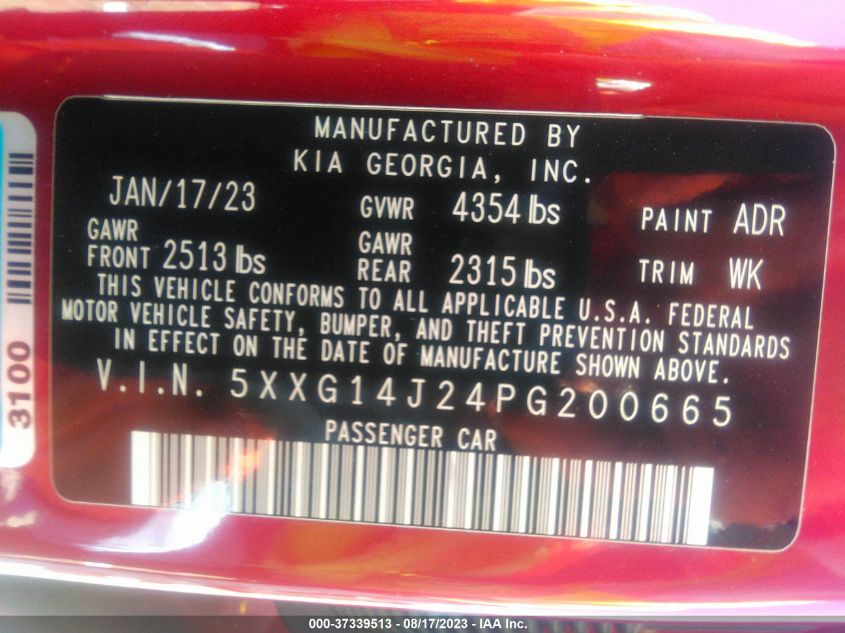 MANUFACTURED BY
KIA GEORGIA, INC.
JAN/17/23 GVWR 4354 lbs PAINT ADR
GAWR FRONT 2513 lbs GAWR REAR 2315 lbs TRIM WK
THIS VEHICLE CONFORMS TO ALL APPLICABLE U.S.A. FEDERAL
MOTOR VEHICLE SAFETY, BUMPER, AND THEFT PREVENTION STANDARDS
IN EFFECT ON THE DATE OF MANUFACTURE SHOWN ABOVE.
V.I.N. 5XXG14J24PG200665
PASSENGER CAR
3100
000-37339513 - 08/17/2023 - IAA Inc.